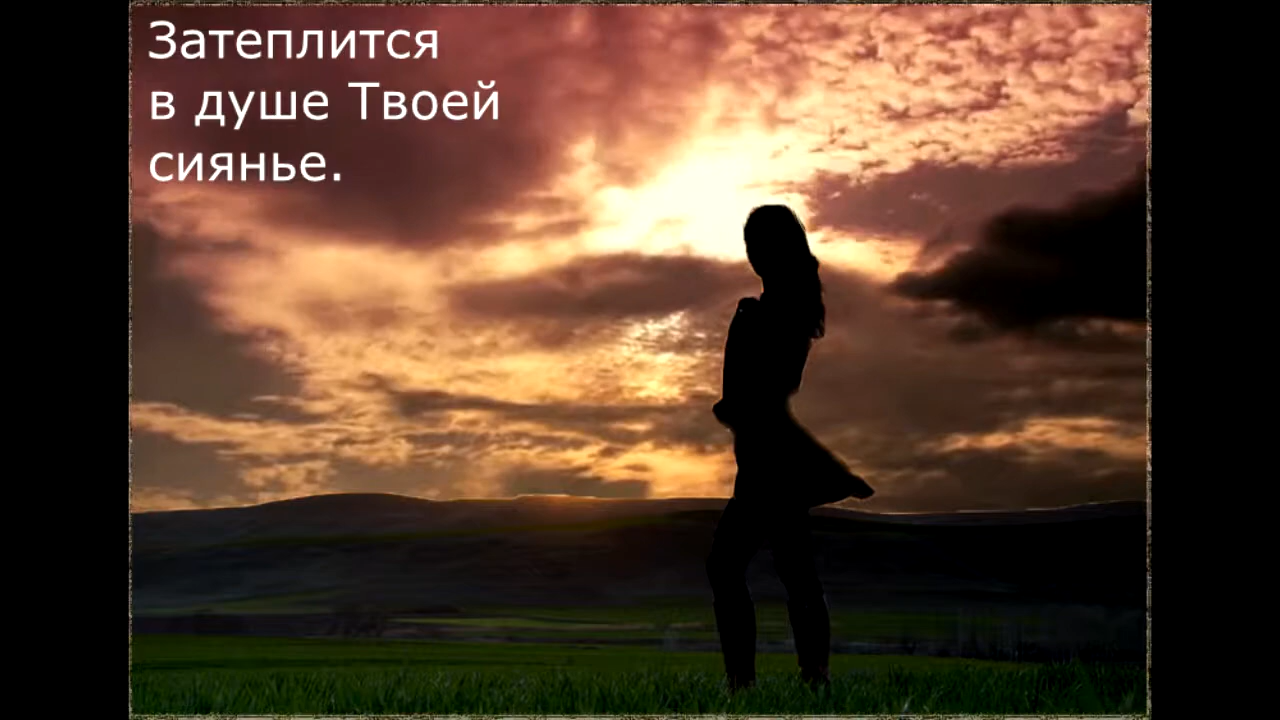 Затеплится
в душе Твоей
сиянье.